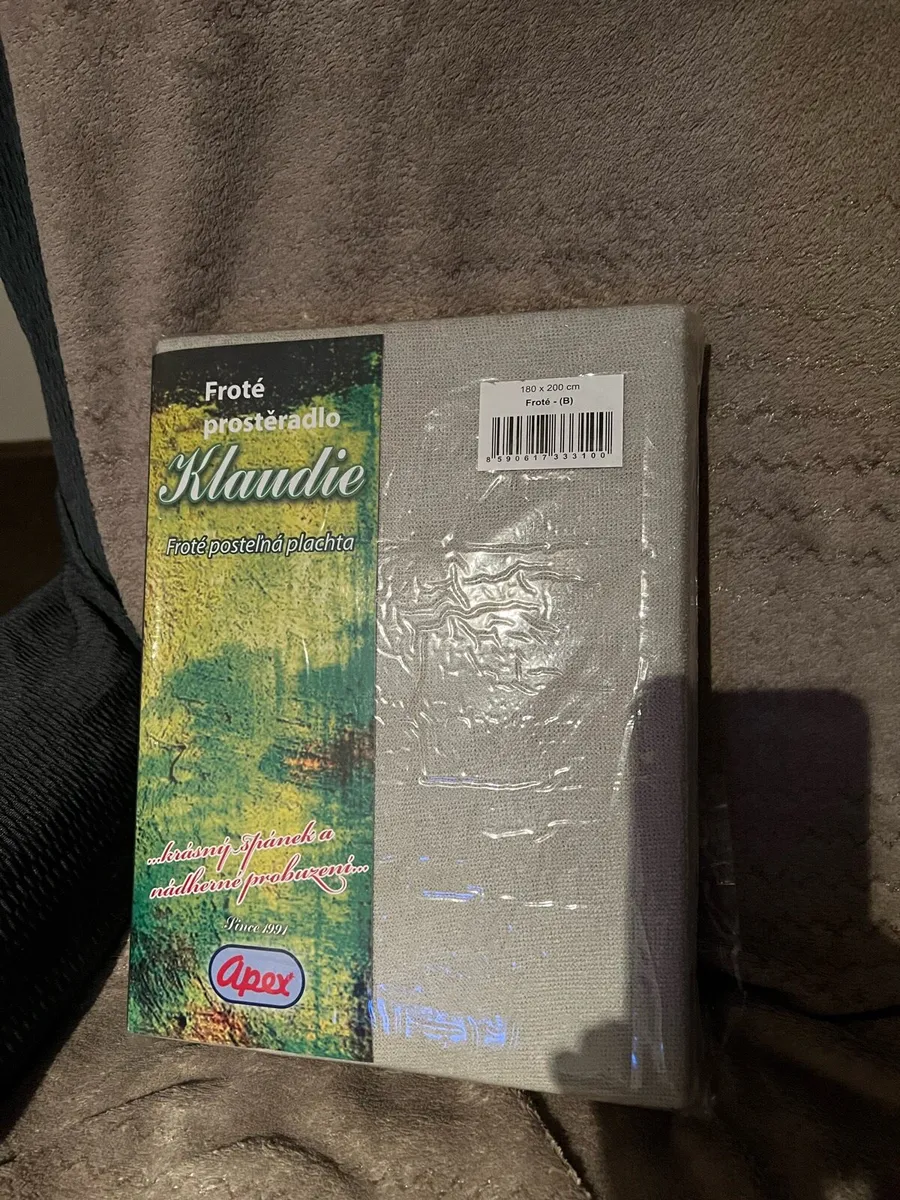 Froté
prostěradlo
Klaudie
Froté posteľná plachta
...krásný spánek a
nádherné probuzení...
Since 1991
apex
180 x 200 cm
Froté - (B)
8 590617 333100